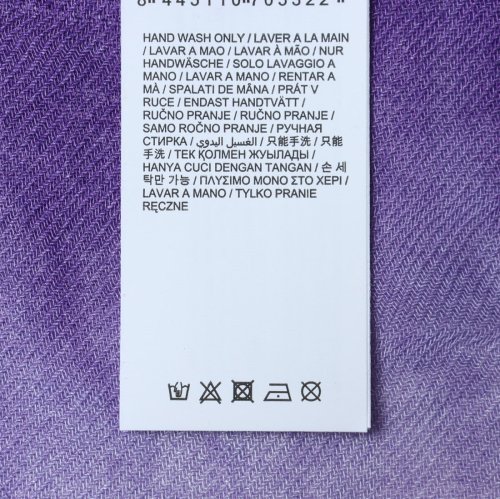 8" 445110"705522"
HAND WASH ONLY / LAVER A LA MAIN
/ LAVAR A MAO / LAVAR À MÃO / NUR
HANDWÄSCHE / SOLO LAVAGGIO A
MANO / LAVAR A MANO / RENTAR A
MÀ / SPALATI DE MÂNA / PRÁT V
RUCE / ENDAST HANDTVÄTT /
RUČNO PRANJE / RUČNO PRANJE /
SAMO ROČNO PRANJE / РУЧНАЯ
СТИРКА / الغسيل اليدوي / 只能手洗 / 只能
手洗 / ТЕК ҚОЛМЕН ЖУЫЛАДЫ /
HANYA CUCI DENGAN TANGAN / 손 세
탁만 가능 / ΠΛΥΣΙΜΟ ΜΟΝΟ ΣΤΟ ΧΕΡΙ /
LAVAR A MANO / TYLKO PRANIE
RĘCZNE